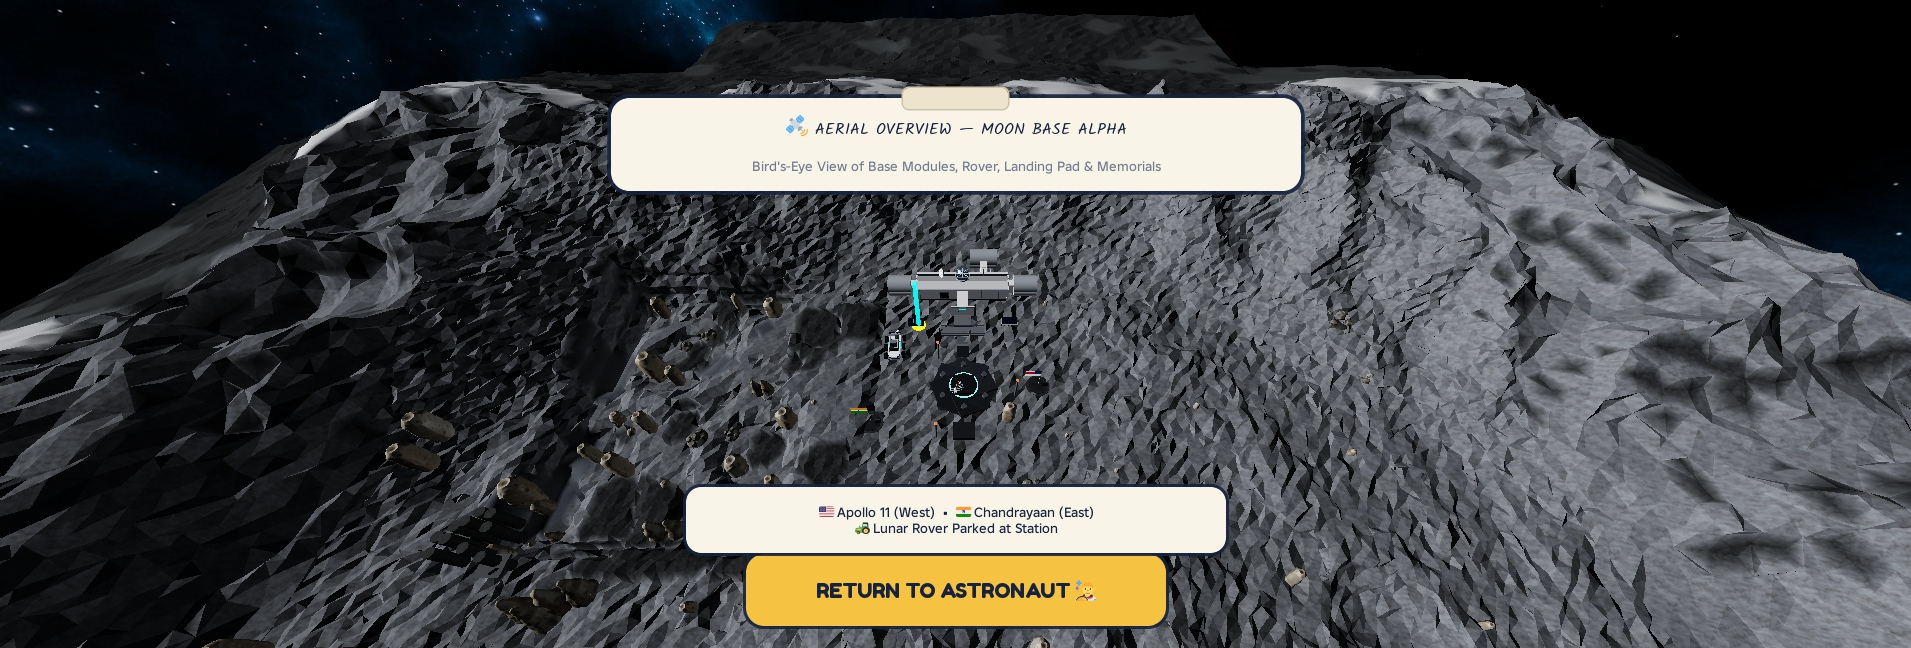 AERIAL OVERVIEW — MOON BASE ALPHA
Bird's-Eye View of Base Modules, Rover, Landing Pad & Memorials
Apollo 11 (West) • Chandrayaan (East)
Lunar Rover Parked at Station
RETURN TO ASTRONAUT